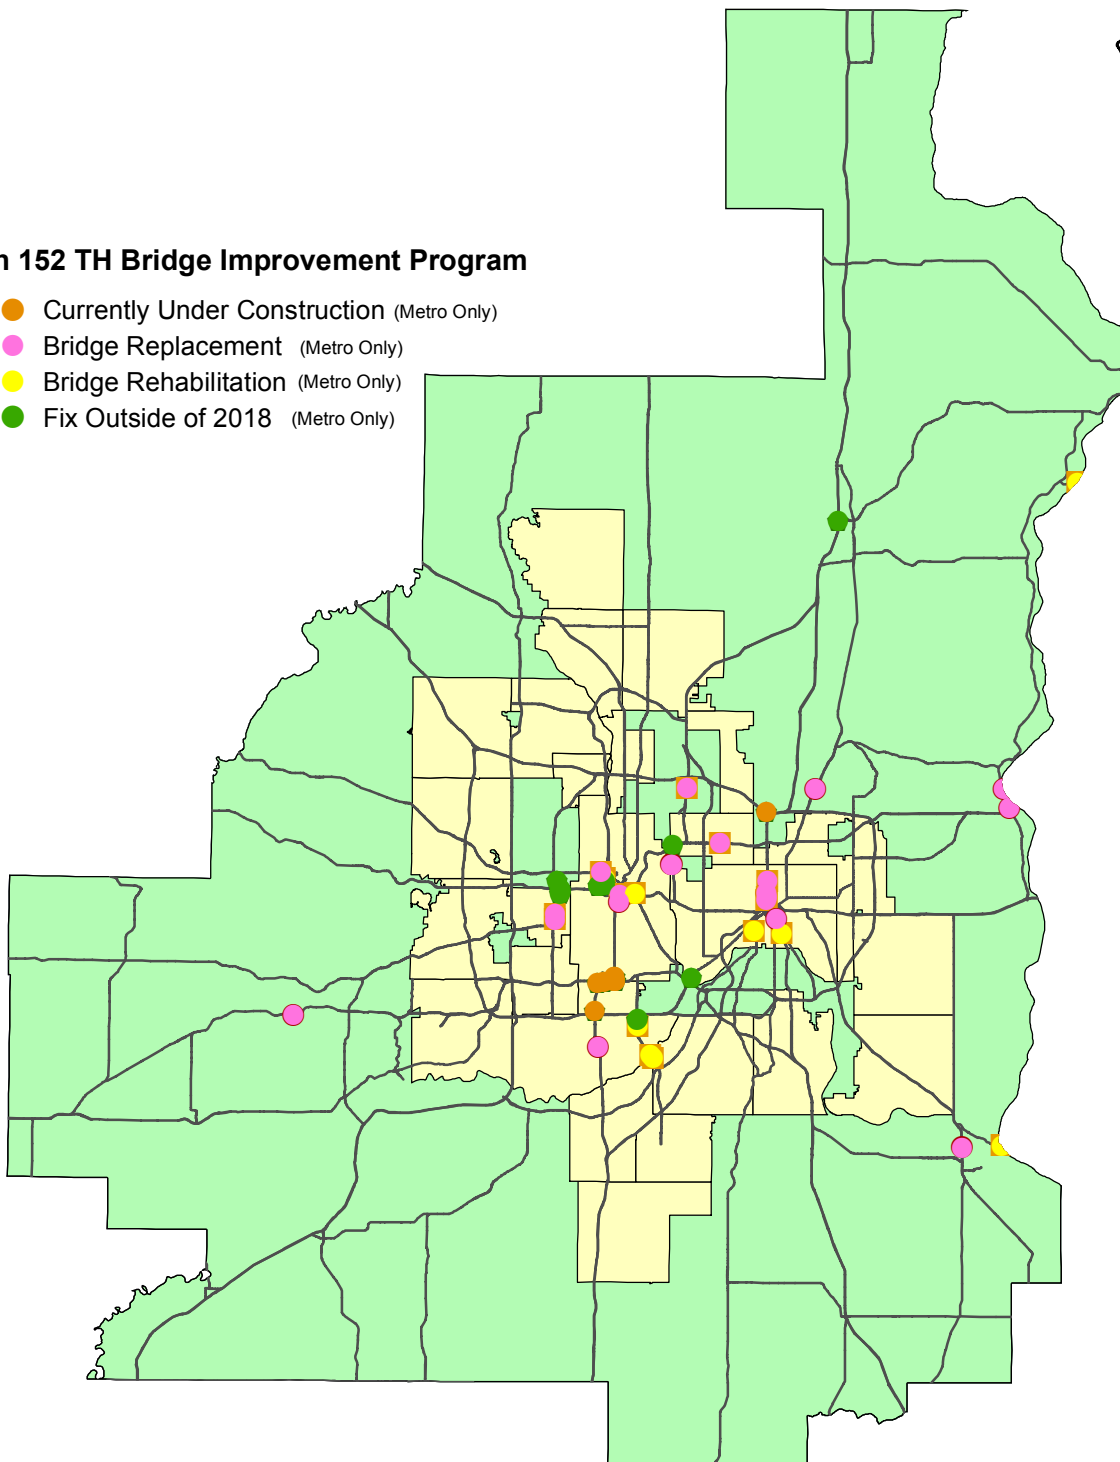 152 TH Bridge Improvement Program
Currently Under Construction (Metro Only)
Bridge Replacement (Metro Only)
Bridge Rehabilitation (Metro Only)
Fix Outside of 2018 (Metro Only)